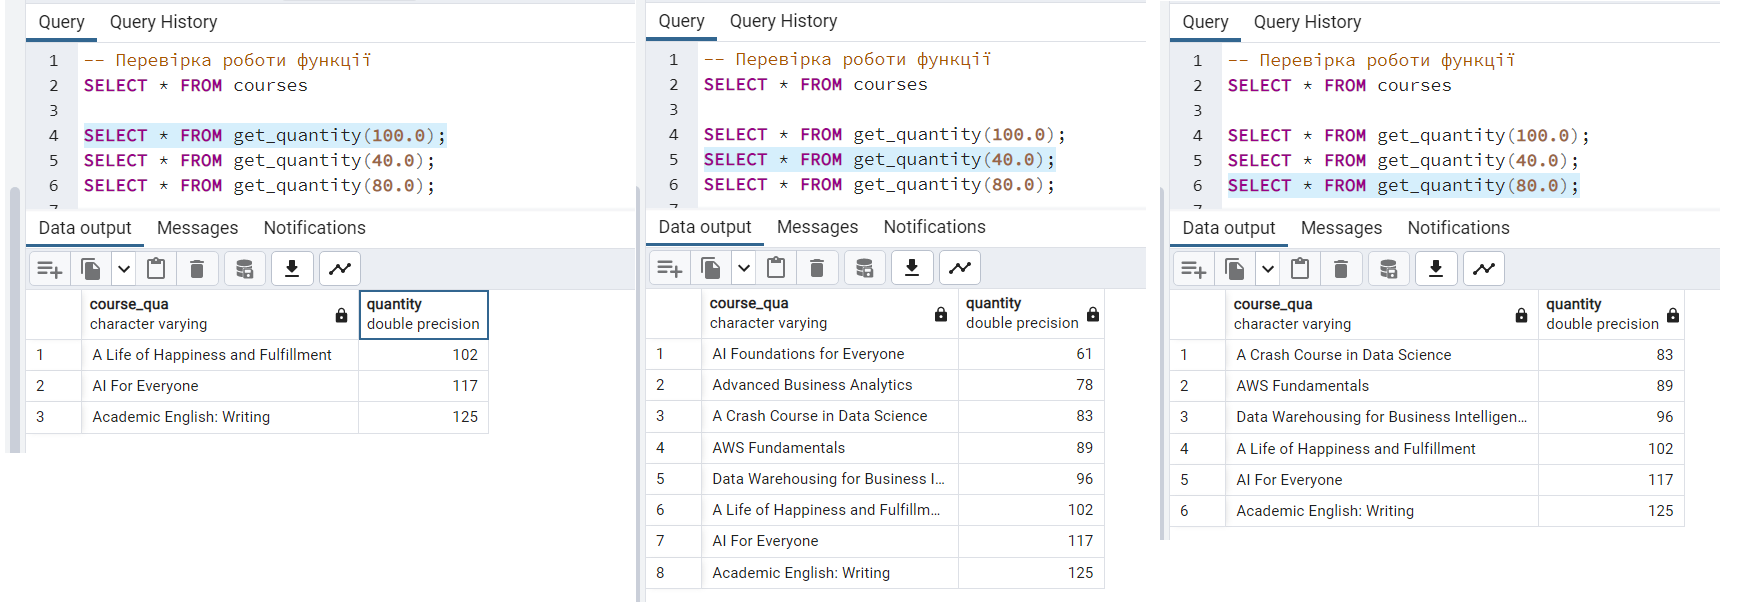 Query Query History
1 -- Перевірка роботи функції
2 SELECT * FROM courses
3
4 SELECT * FROM get_quantity(100.0);
5 SELECT * FROM get_quantity(40.0);
6 SELECT * FROM get_quantity(80.0);
Data output Messages Notifications
course_qua quantity
character varying double precision
1 A Life of Happiness and Fulfillment 102
2 AI For Everyone 117
3 Academic English: Writing 125
Query Query History
1 -- Перевірка роботи функції
2 SELECT * FROM courses
3
4 SELECT * FROM get_quantity(100.0);
5 SELECT * FROM get_quantity(40.0);
6 SELECT * FROM get_quantity(80.0);
Data output Messages Notifications
course_qua quantity
character varying double precision
1 AI Foundations for Everyone 61
2 Advanced Business Analytics 78
3 A Crash Course in Data Science 83
4 AWS Fundamentals 89
5 Data Warehousing for Business I... 96
6 A Life of Happiness and Fulfillm... 102
7 AI For Everyone 117
8 Academic English: Writing 125
Query Query History
1 -- Перевірка роботи функції
2 SELECT * FROM courses
3
4 SELECT * FROM get_quantity(100.0);
5 SELECT * FROM get_quantity(40.0);
6 SELECT * FROM get_quantity(80.0);
Data output Messages Notifications
course_qua quantity
character varying double precision
1 A Crash Course in Data Science 83
2 AWS Fundamentals 89
3 Data Warehousing for Business Intelligen... 96
4 A Life of Happiness and Fulfillment 102
5 AI For Everyone 117
6 Academic English: Writing 125